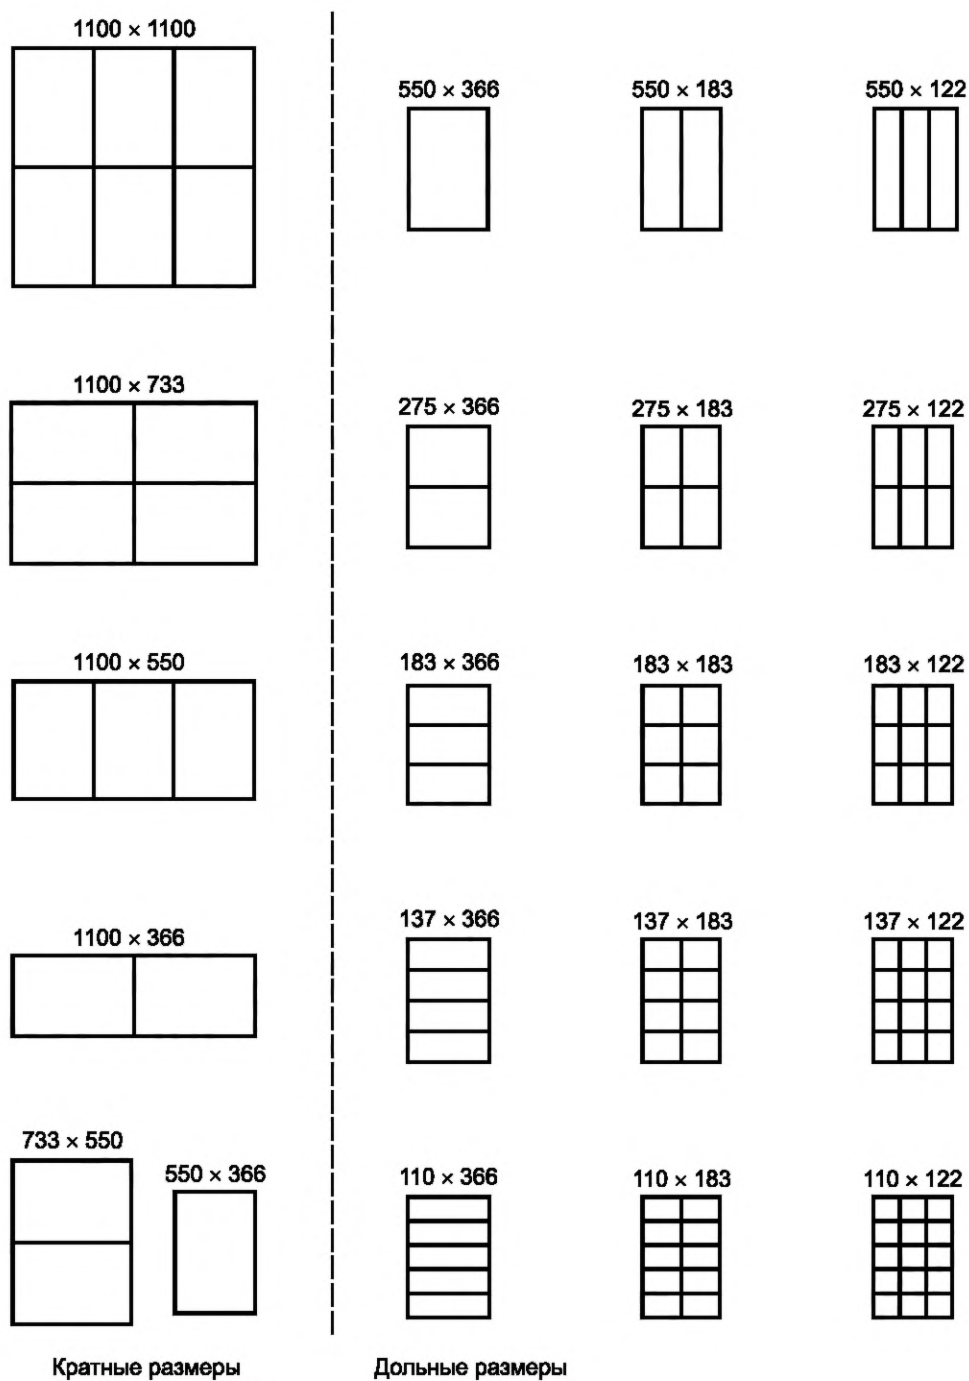 1100 × 1100
550 × 366
550 × 183
550 × 122
1100 × 733
275 × 366
275 × 183
275 × 122
1100 × 550
183 × 366
183 × 183
183 × 122
1100 × 366
137 × 366
137 × 183
137 × 122
733 × 550
550 × 366
110 × 366
110 × 183
110 × 122
Кратные размеры
Дольные размеры